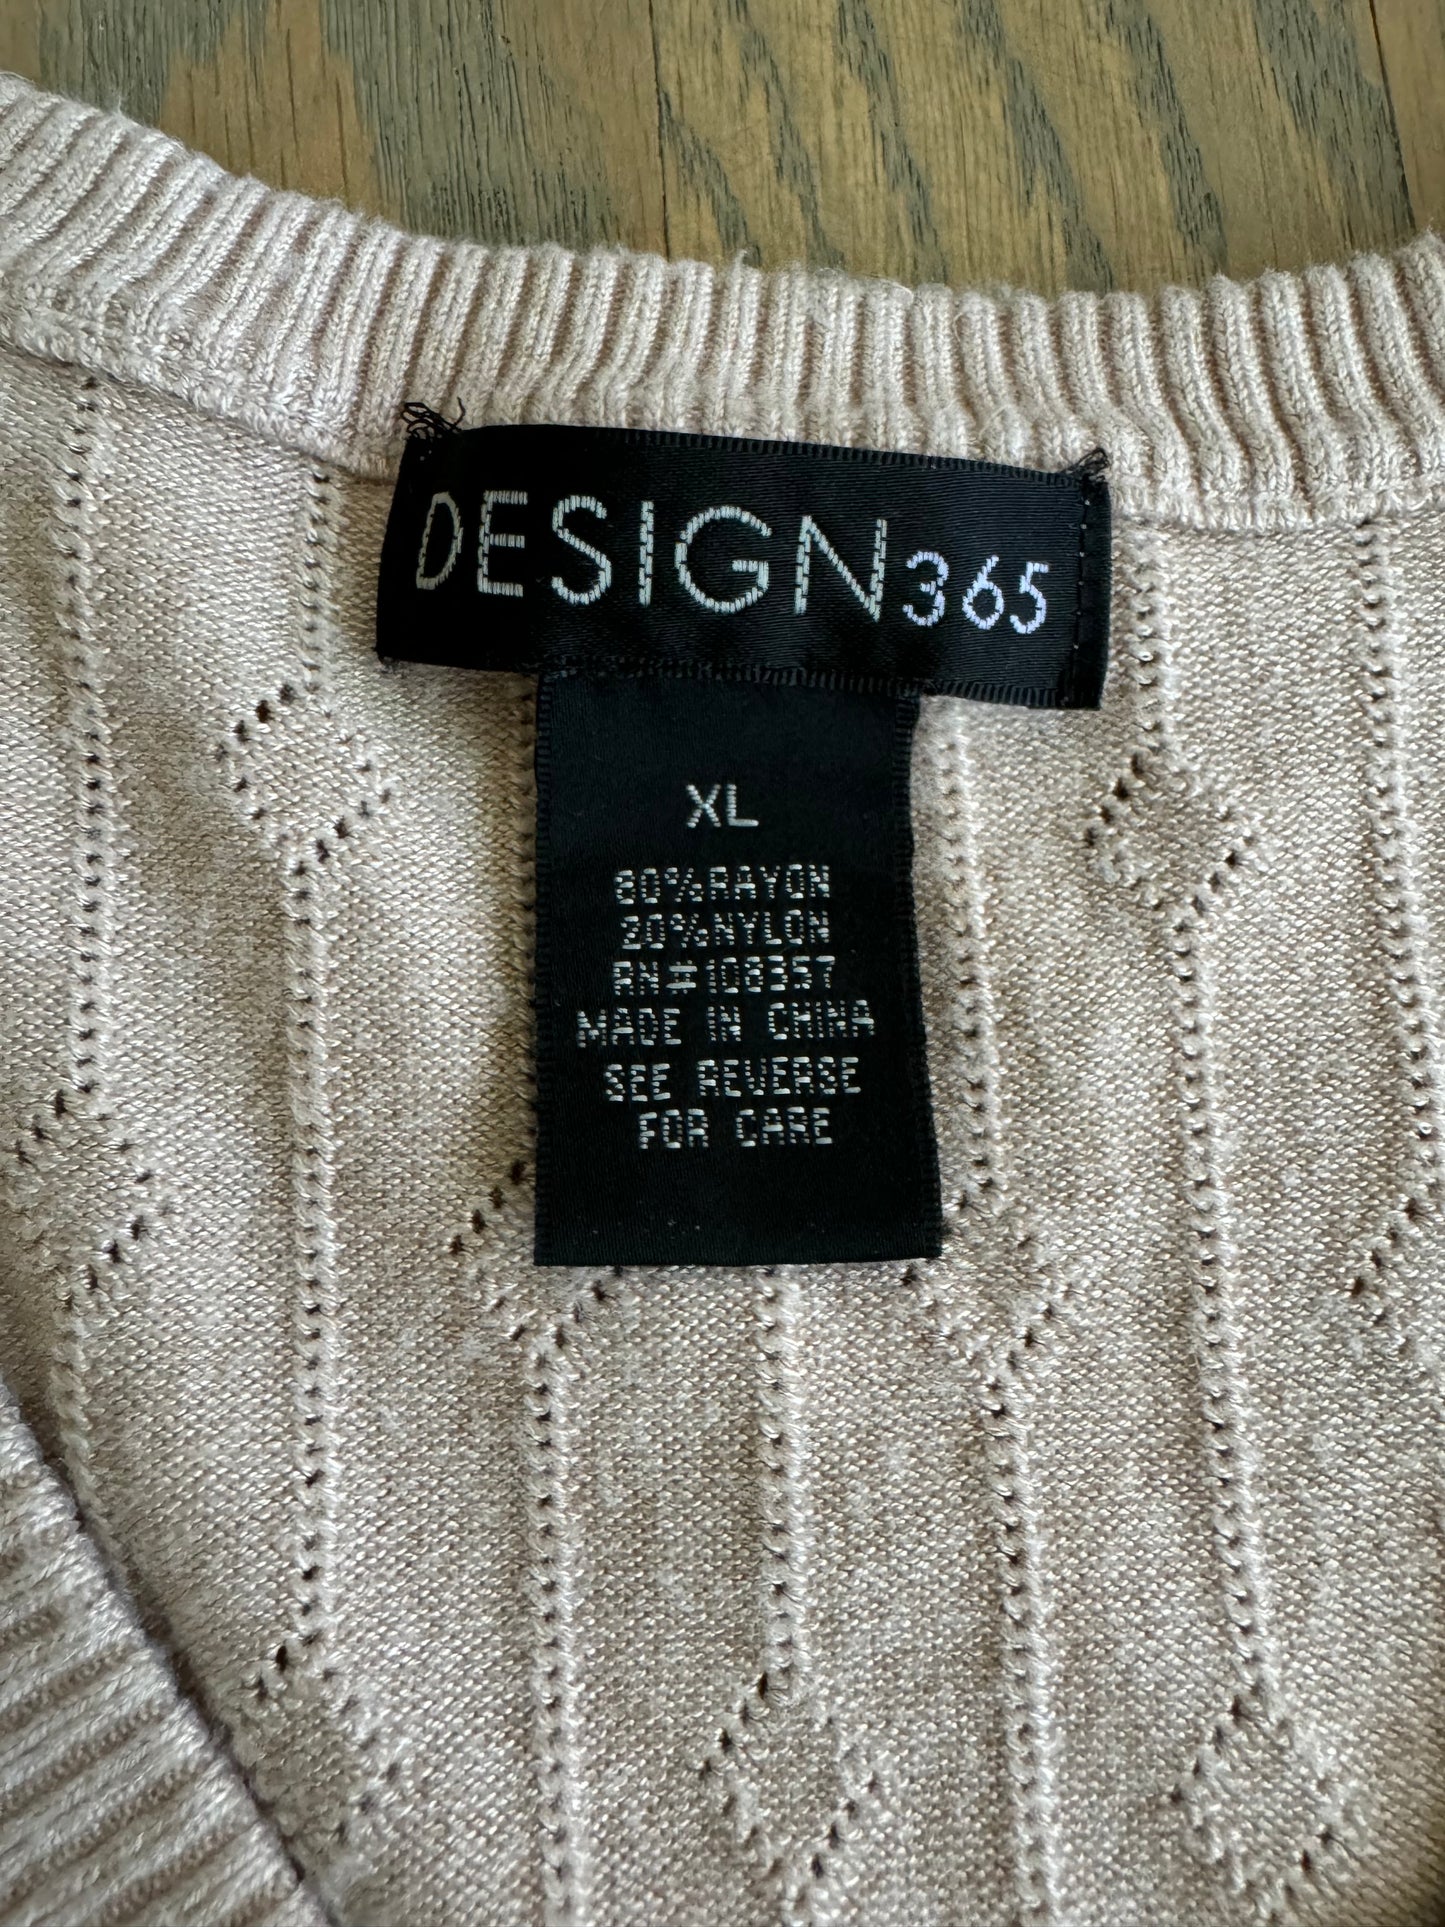 DESIGN365
XL
80%RAYON
20%NYLON
RN#108357
MADE IN CHINA
SEE REVERSE
FOR CARE